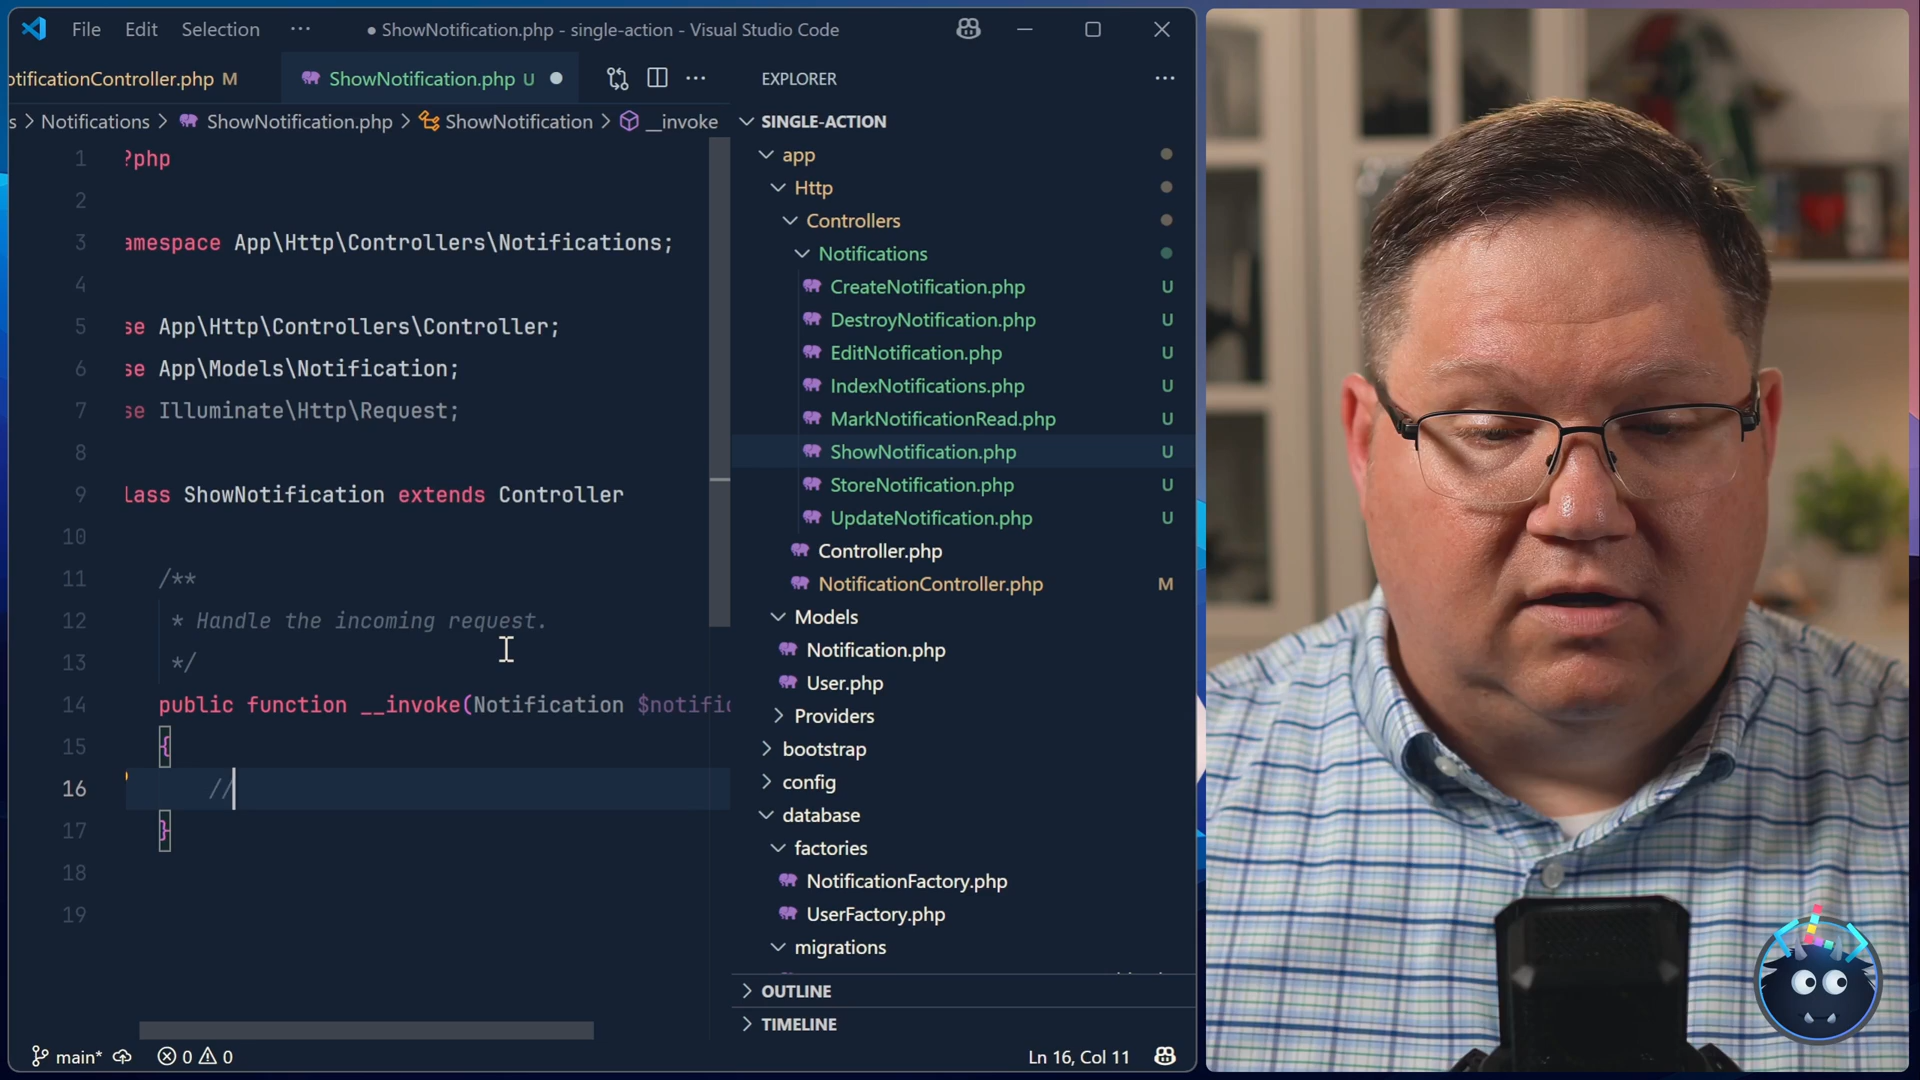 File Edit Selection ··· ● ShowNotification.php - single-action - Visual Studio Code
otificationController.php M
ShowNotification.php U ●
s > Notifications > ShowNotification.php > ShowNotification > __invoke
1 ?php
2
3 amespace App\Http\Controllers\Notifications;
4
5 se App\Http\Controllers\Controller;
6 se App\Models\Notification;
7 se Illuminate\Http\Request;
8
9 lass ShowNotification extends Controller
10
11 /**
12 * Handle the incoming request.
13 */
14 public function __invoke(Notification $notific
15 {
16 //
17 }
18
19
EXPLORER ···
SINGLE-ACTION
app
Http
Controllers
Notifications
CreateNotification.php U
DestroyNotification.php U
EditNotification.php U
IndexNotifications.php U
MarkNotificationRead.php U
ShowNotification.php U
StoreNotification.php U
UpdateNotification.php U
Controller.php
NotificationController.php M
Models
Notification.php
User.php
Providers
bootstrap
config
database
factories
NotificationFactory.php
UserFactory.php
migrations
OUTLINE
TIMELINE
main* 0 0 Ln 16, Col 11